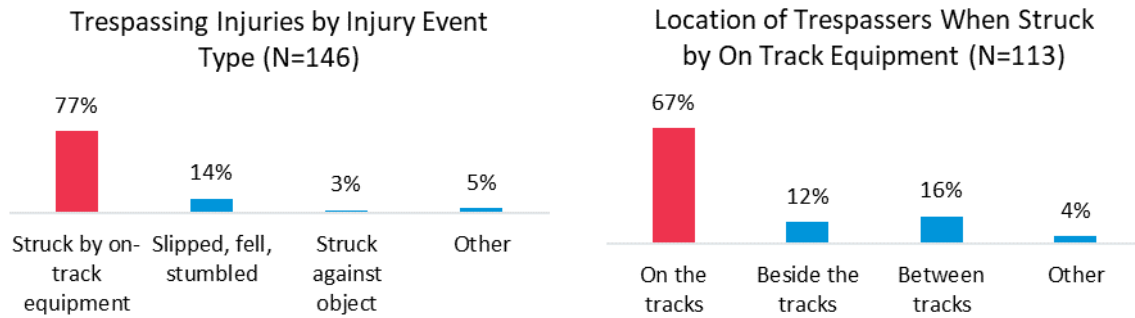 Trespassing Injuries by Injury Event
Type (N=146)
77%
14%
3%
5%
Struck by on-
track
equipment
Slipped, fell,
stumbled
Struck
against
object
Other
Location of Trespassers When Struck
by On Track Equipment (N=113)
67%
12%
16%
4%
On the
tracks
Beside the
tracks
Between
tracks
Other